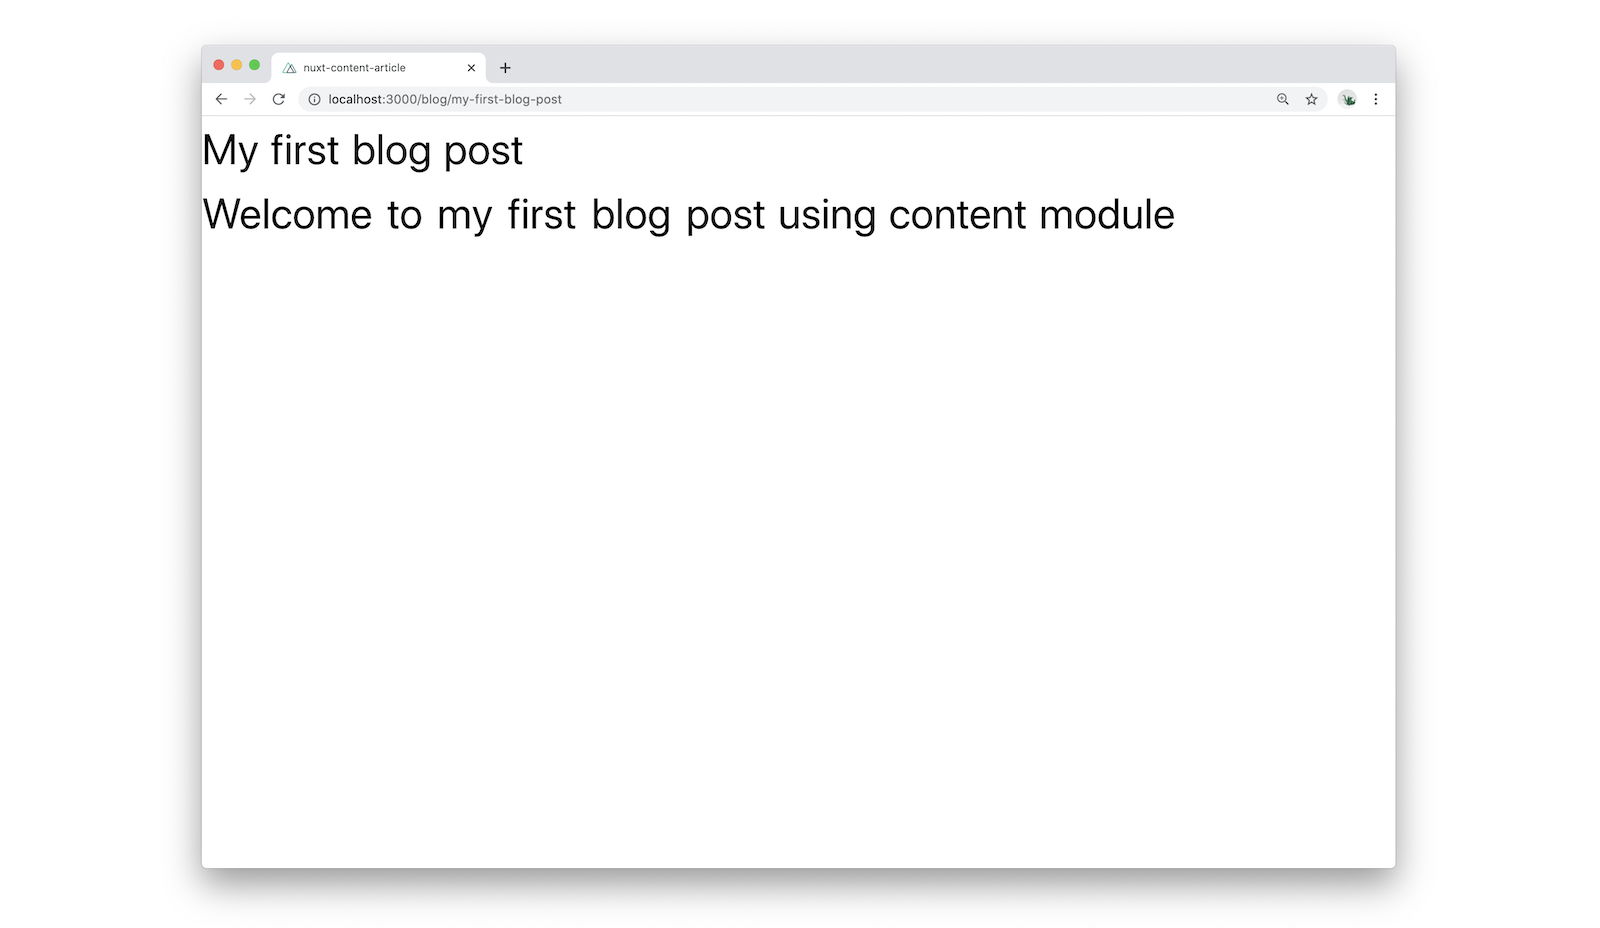 nuxt-content-article
localhost:3000/blog/my-first-blog-post
My first blog post
Welcome to my first blog post using content module